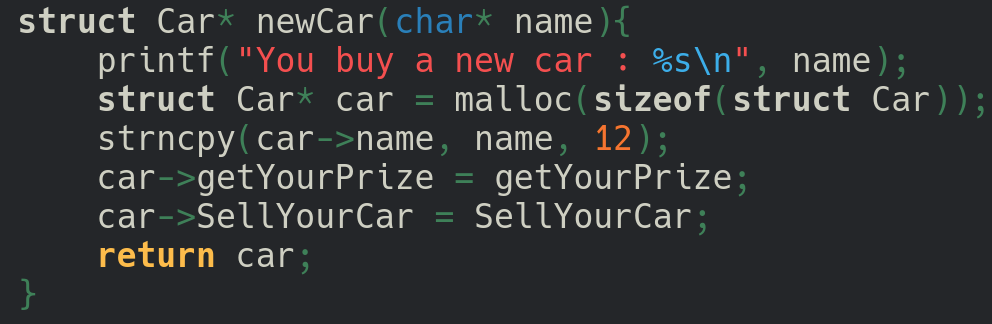 struct Car* newCar(char* name){
    printf("You buy a new car : %s\n", name);
    struct Car* car = malloc(sizeof(struct Car));
    strncpy(car->name, name, 12);
    car->getYourPrize = getYourPrize;
    car->SellYourCar = SellYourCar;
    return car;
}